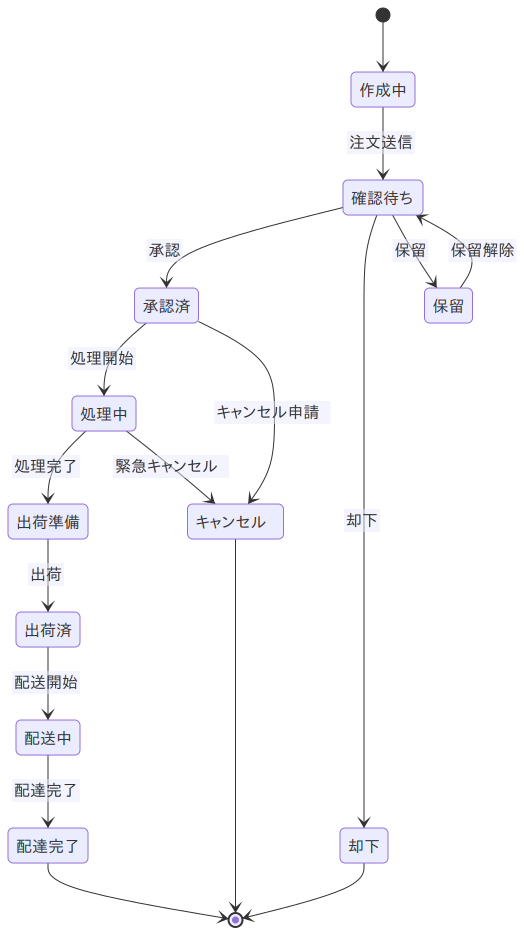 作成中
注文送信
確認待ち
承認
保留
保留解除
承認済
保留
処理開始
キャンセル申請
処理中
処理完了
緊急キャンセル
出荷準備
キャンセル
却下
出荷
出荷済
配送開始
配送中
配達完了
配達完了
却下